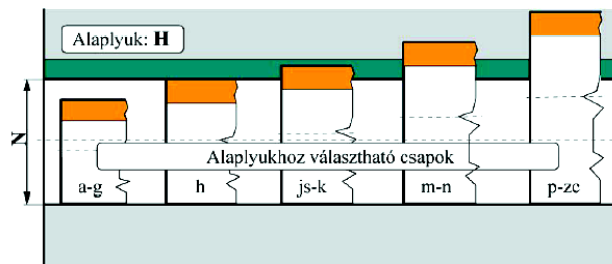 Alaplyuk: H
N
Alaplyukhoz választható csapok
a-g
h
js-k
m-n
p-zc